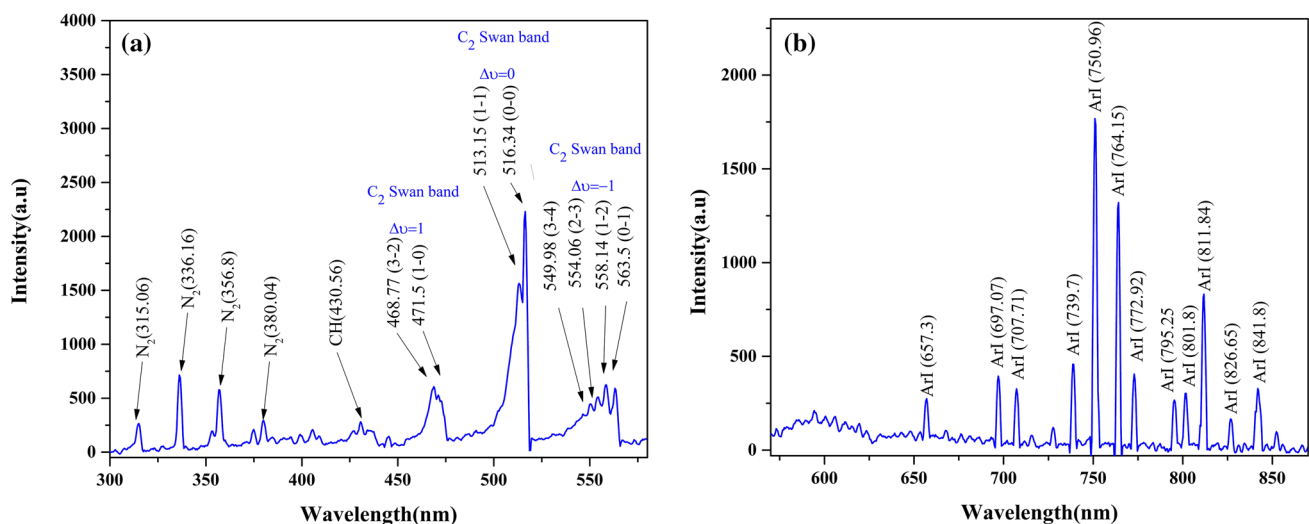 (a)
C2 Swan band
Δυ=0
513.15 (1-1)
516.34 (0-0)
C2 Swan band
Δυ=−1
549.98 (3-4)
554.06 (2-3)
558.14 (1-2)
563.5 (0-1)
C2 Swan band
Δυ=1
468.77 (3-2)
471.5 (1-0)
N2(315.06)
N2(336.16)
N2(356.8)
N2(380.04)
CH(430.56)
4000
3500
3000
2500
2000
1500
1000
500
0
Intensity(a.u)
300
350
400
450
500
550
Wavelength(nm)
(b)
ArI (657.3)
ArI (697.07)
ArI (707.71)
ArI (739.7)
ArI (750.96)
ArI (764.15)
ArI (772.92)
ArI (795.25
ArI (801.8)
ArI (811.84)
ArI (826.65)
ArI (841.8)
2000
1500
1000
500
0
Intensity(a.u)
600
650
700
750
800
850
Wavelength(nm)